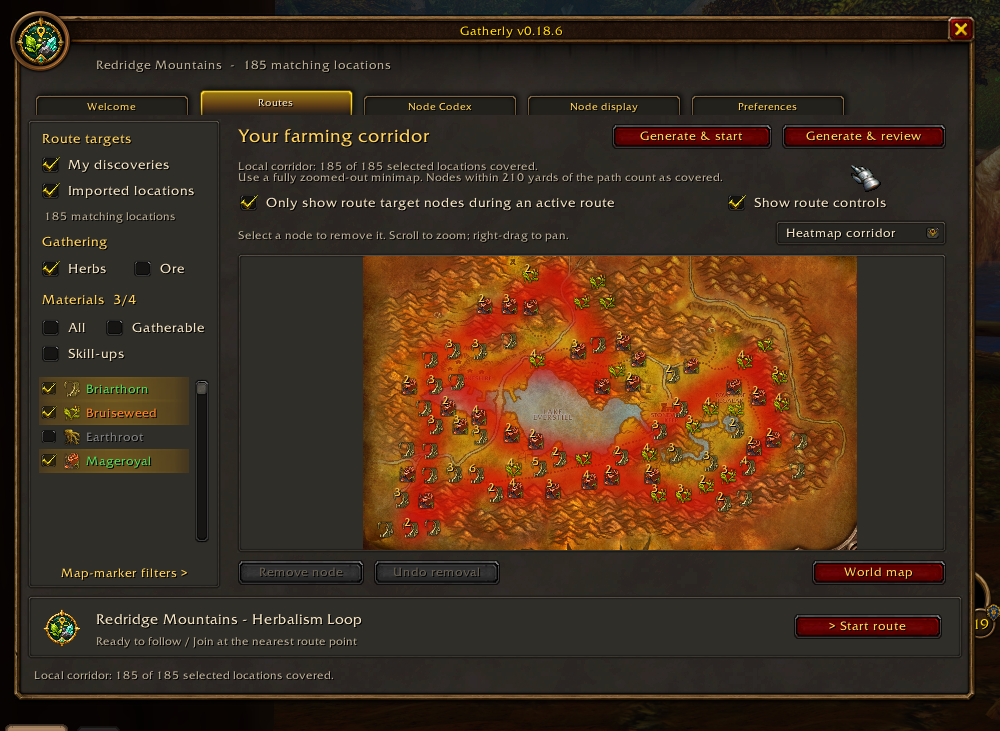 Gatherly v0.18.6
Redridge Mountains - 185 matching locations
Welcome
Routes
Node Codex
Node display
Preferences
Route targets
My discoveries
Imported locations
185 matching locations
Gathering
Herbs
Ore
Materials 3/4
All
Gatherable
Skill-ups
Briarthorn
Bruiseweed
Earthroot
Mageroyal
Map-marker filters >
Your farming corridor
Generate & start
Generate & review
Local corridor: 185 of 185 selected locations covered.
Use a fully zoomed-out minimap. Nodes within 210 yards of the path count as covered.
Only show route target nodes during an active route
Show route controls
Select a node to remove it. Scroll to zoom; right-drag to pan.
Heatmap corridor
Remove node
Undo removal
World map
Redridge Mountains - Herbalism Loop
Ready to follow / Join at the nearest route point
> Start route
19
Local corridor: 185 of 185 selected locations covered.